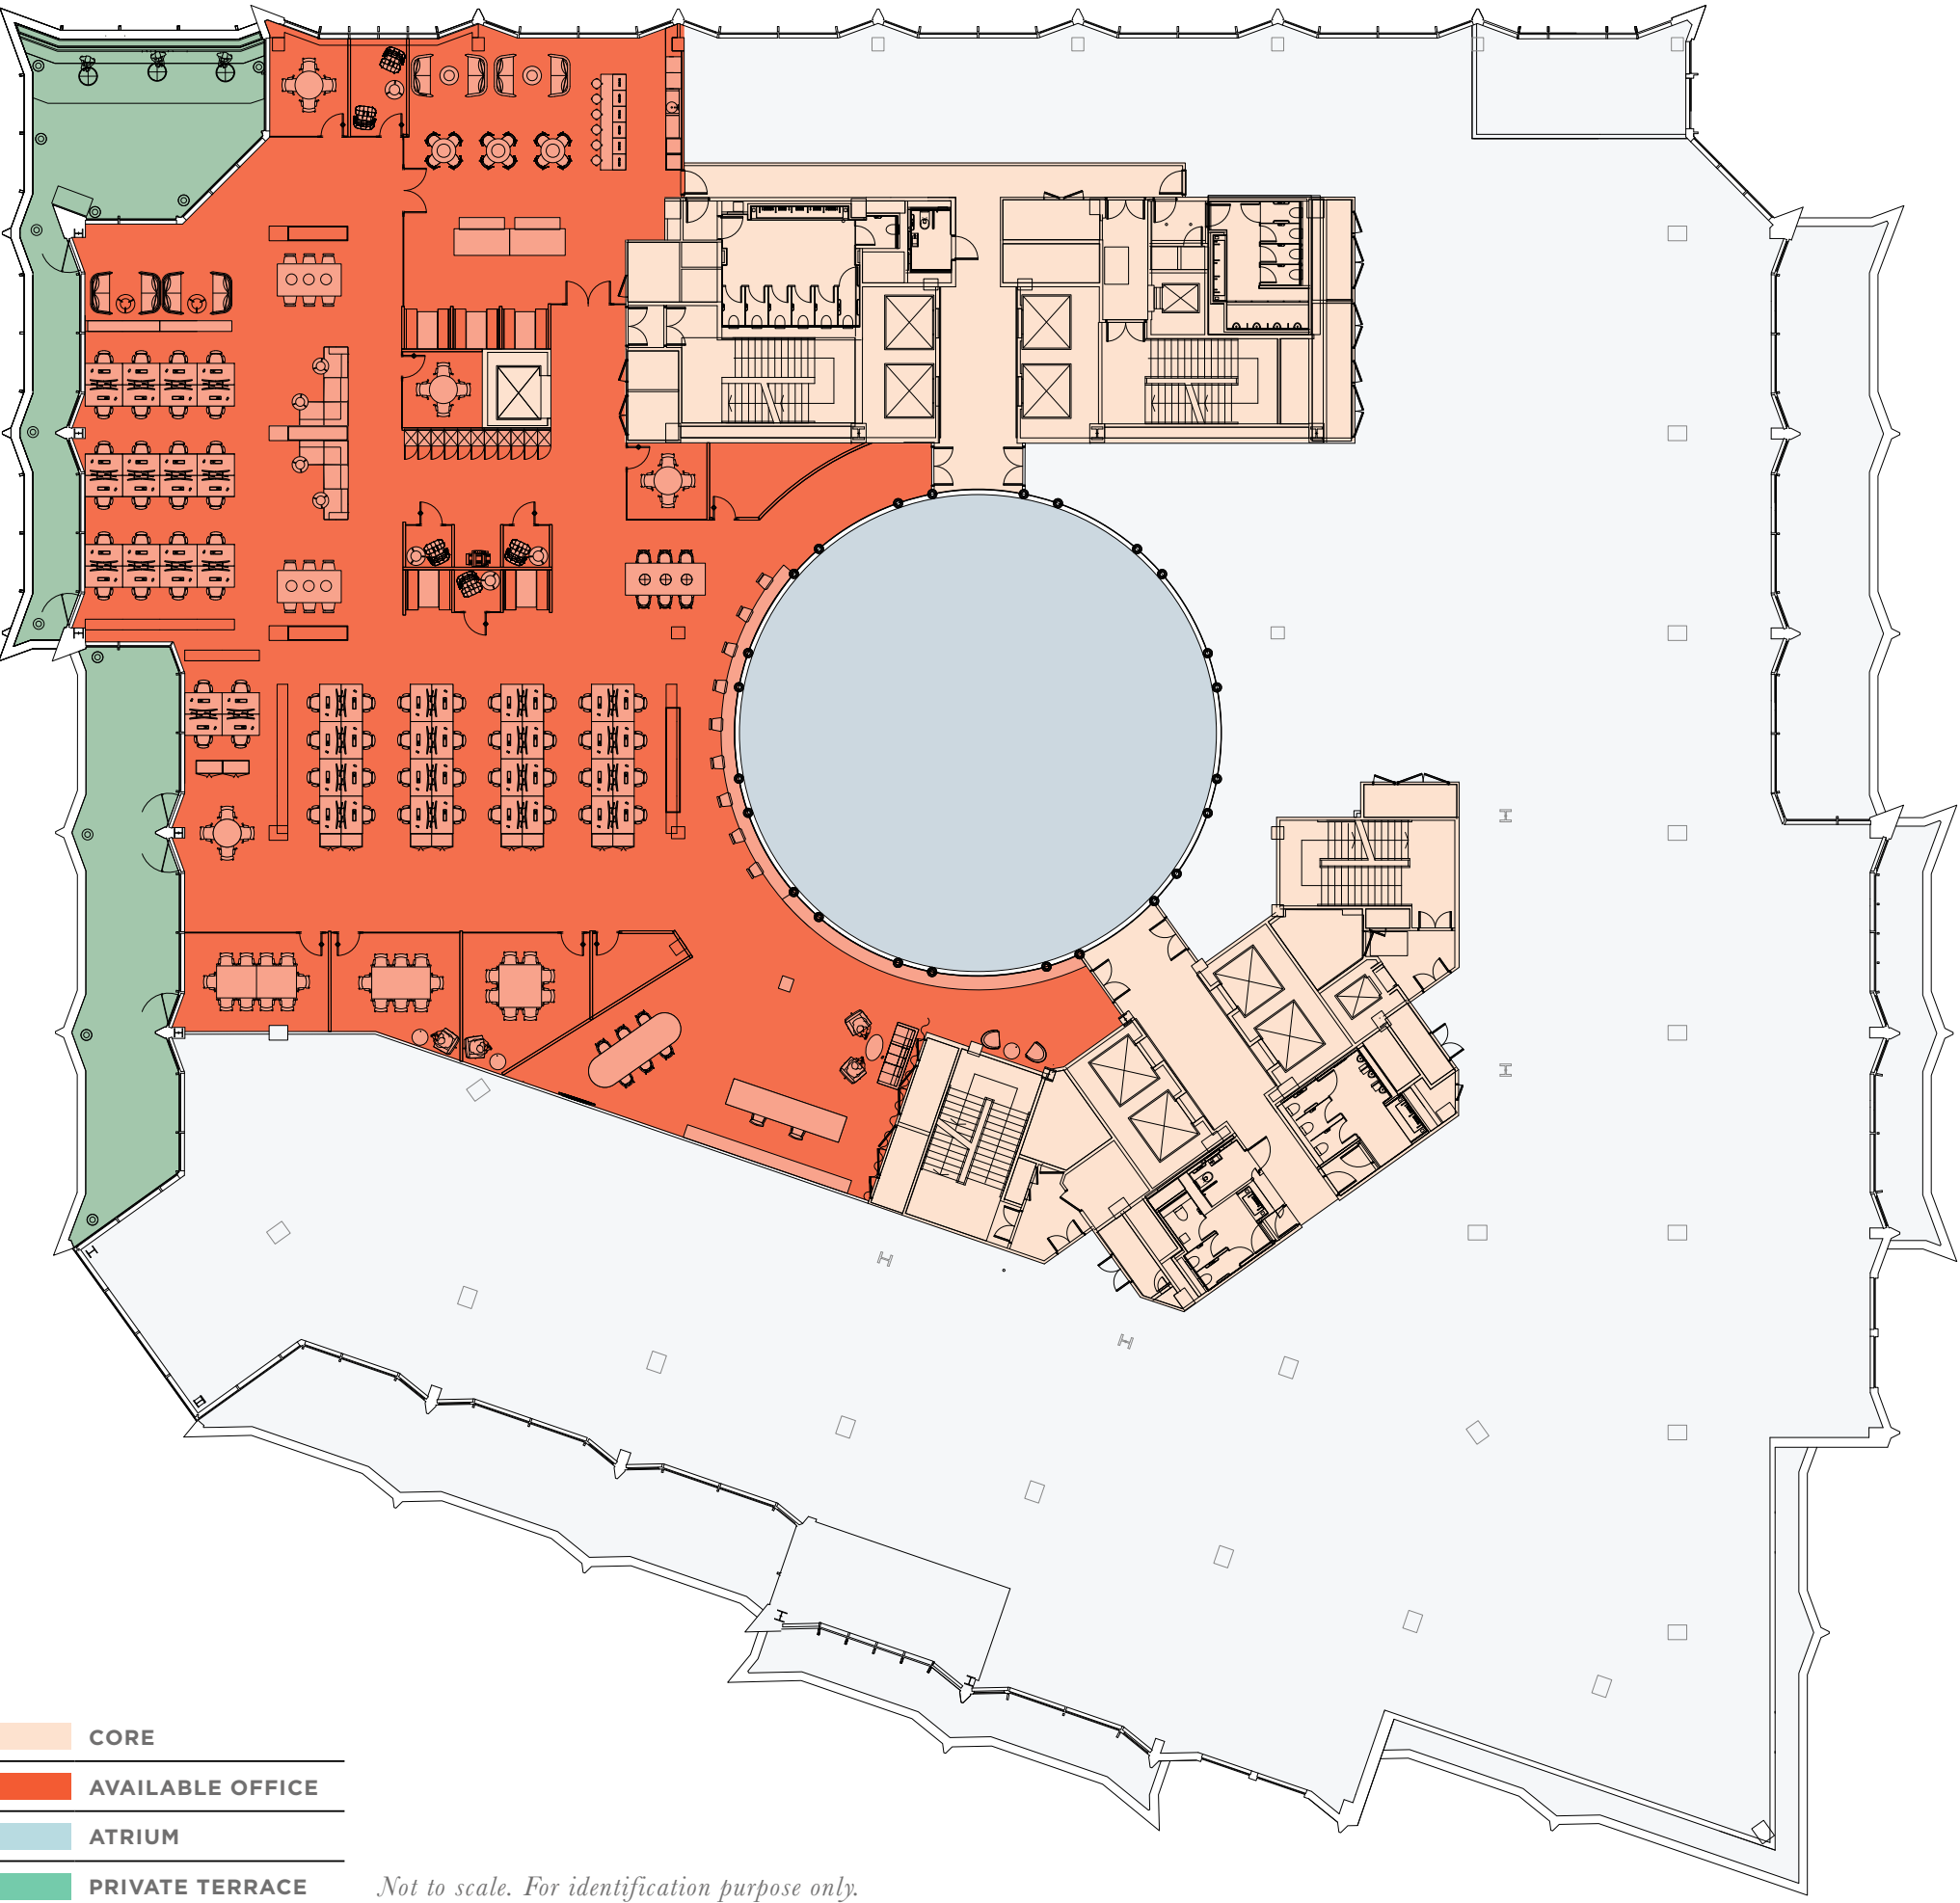 CORE
AVAILABLE OFFICE
ATRIUM
PRIVATE TERRACE
Not to scale. For identification purpose only.